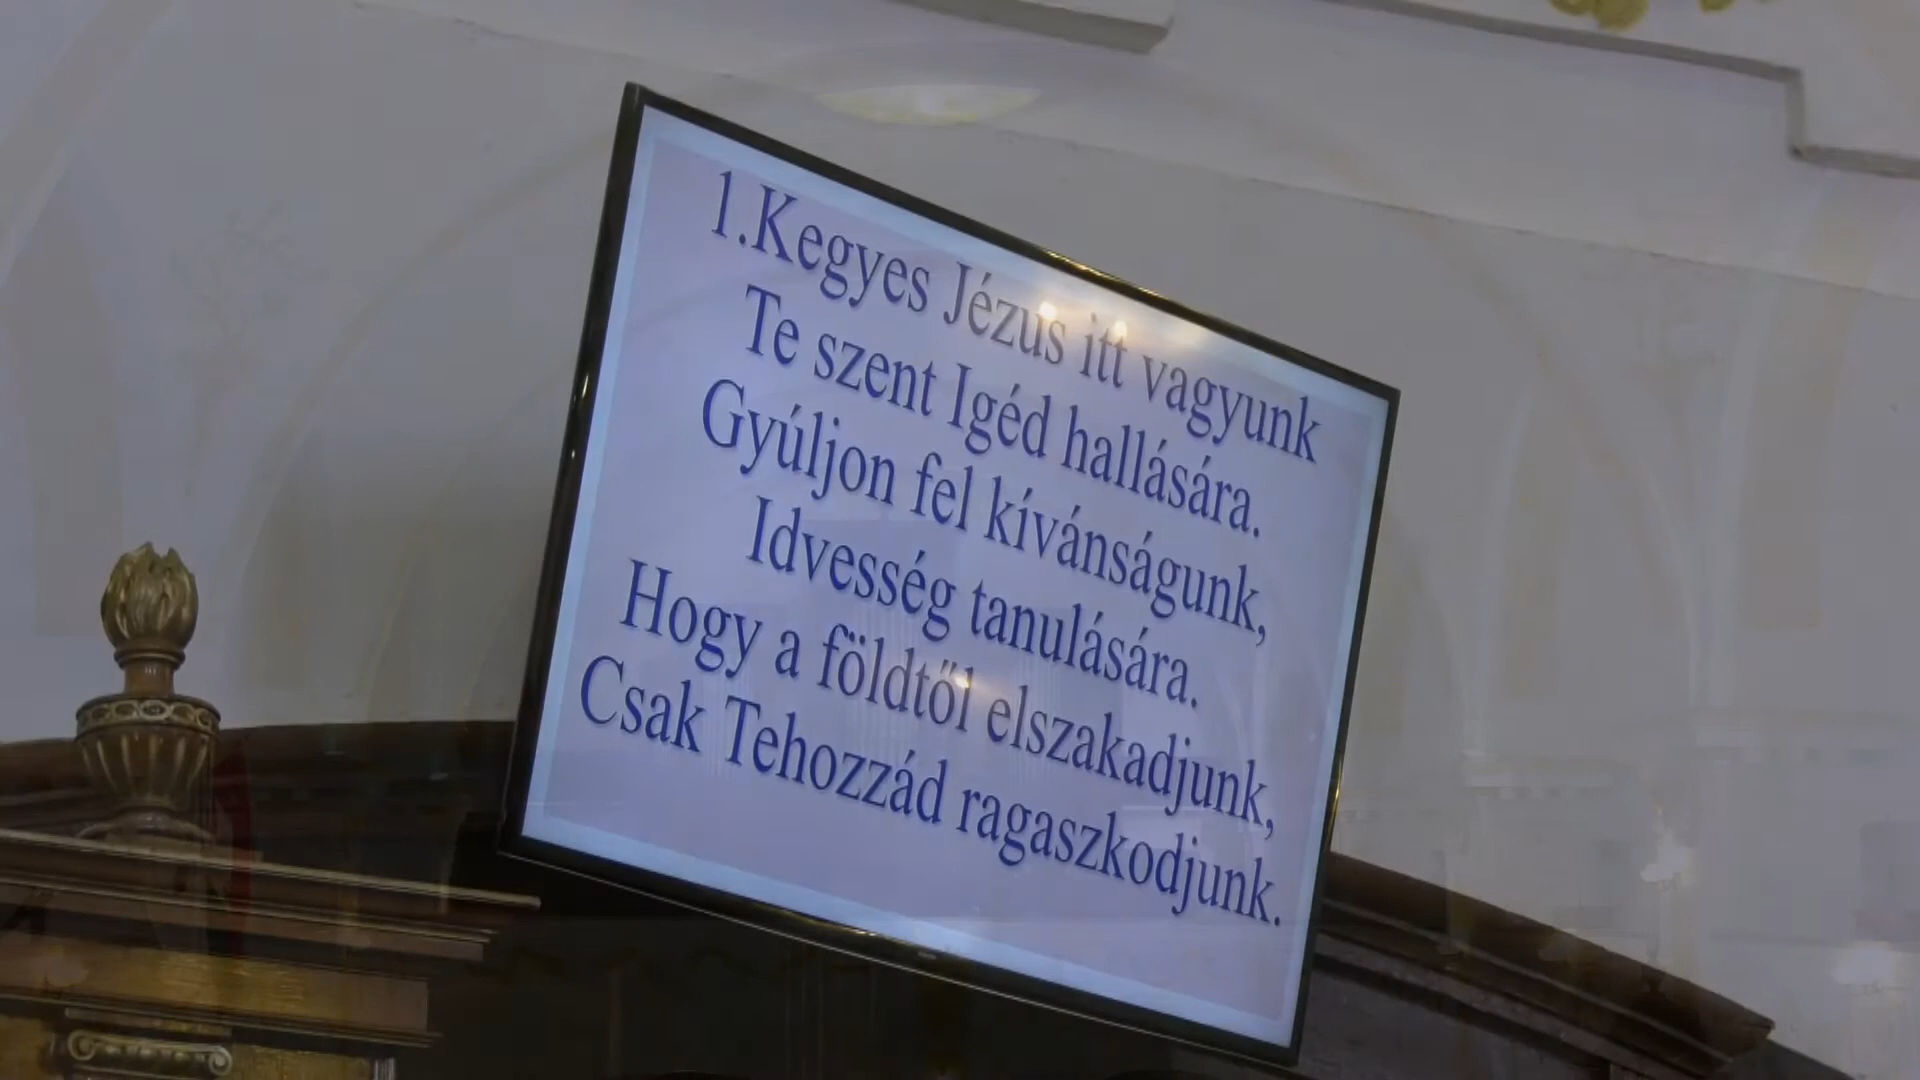 1.Kegyes Jézus itt vagyunk
Te szent Igéd hallására.
Gyúljon fel kívánságunk,
Idvesség tanulására.
Hogy a földtől elszakadjunk,
Csak Tehozzád ragaszkodjunk.